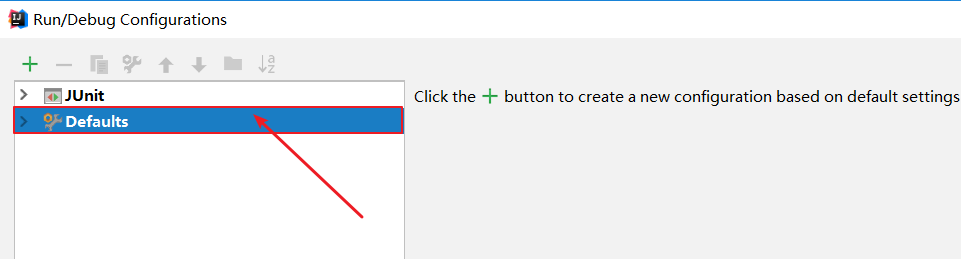 Run/Debug Configurations
JUnit
Defaults
Click the + button to create a new configuration based on default settings